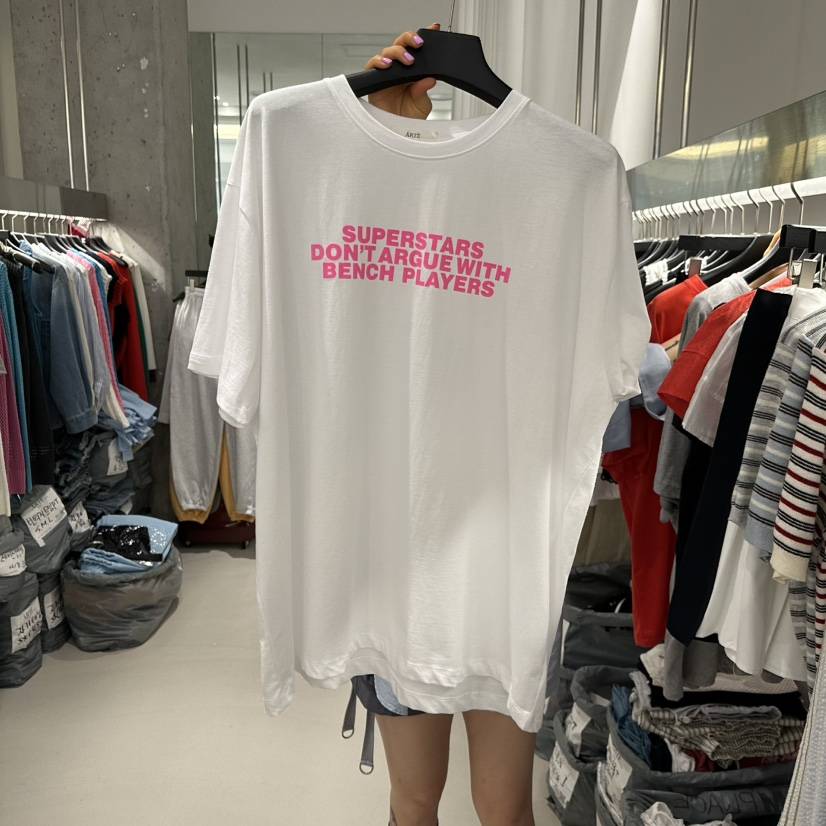 SUPERSTARS
DON'T ARGUE WITH
BENCH PLAYERS